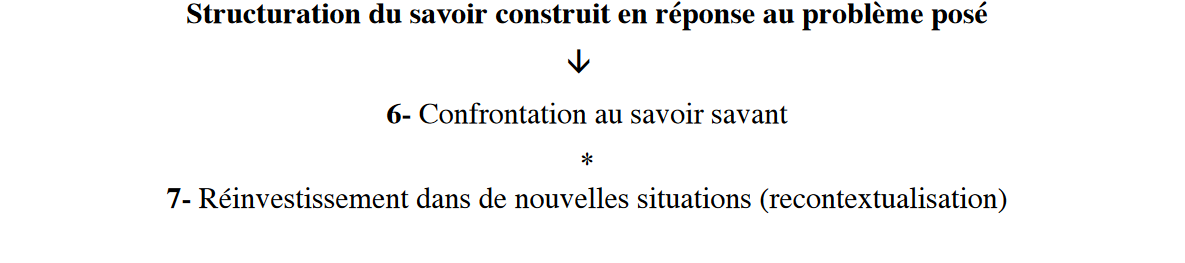 Structuration du savoir construit en réponse au problème posé
↓
6- Confrontation au savoir savant
*
7- Réinvestissement dans de nouvelles situations (recontextualisation)